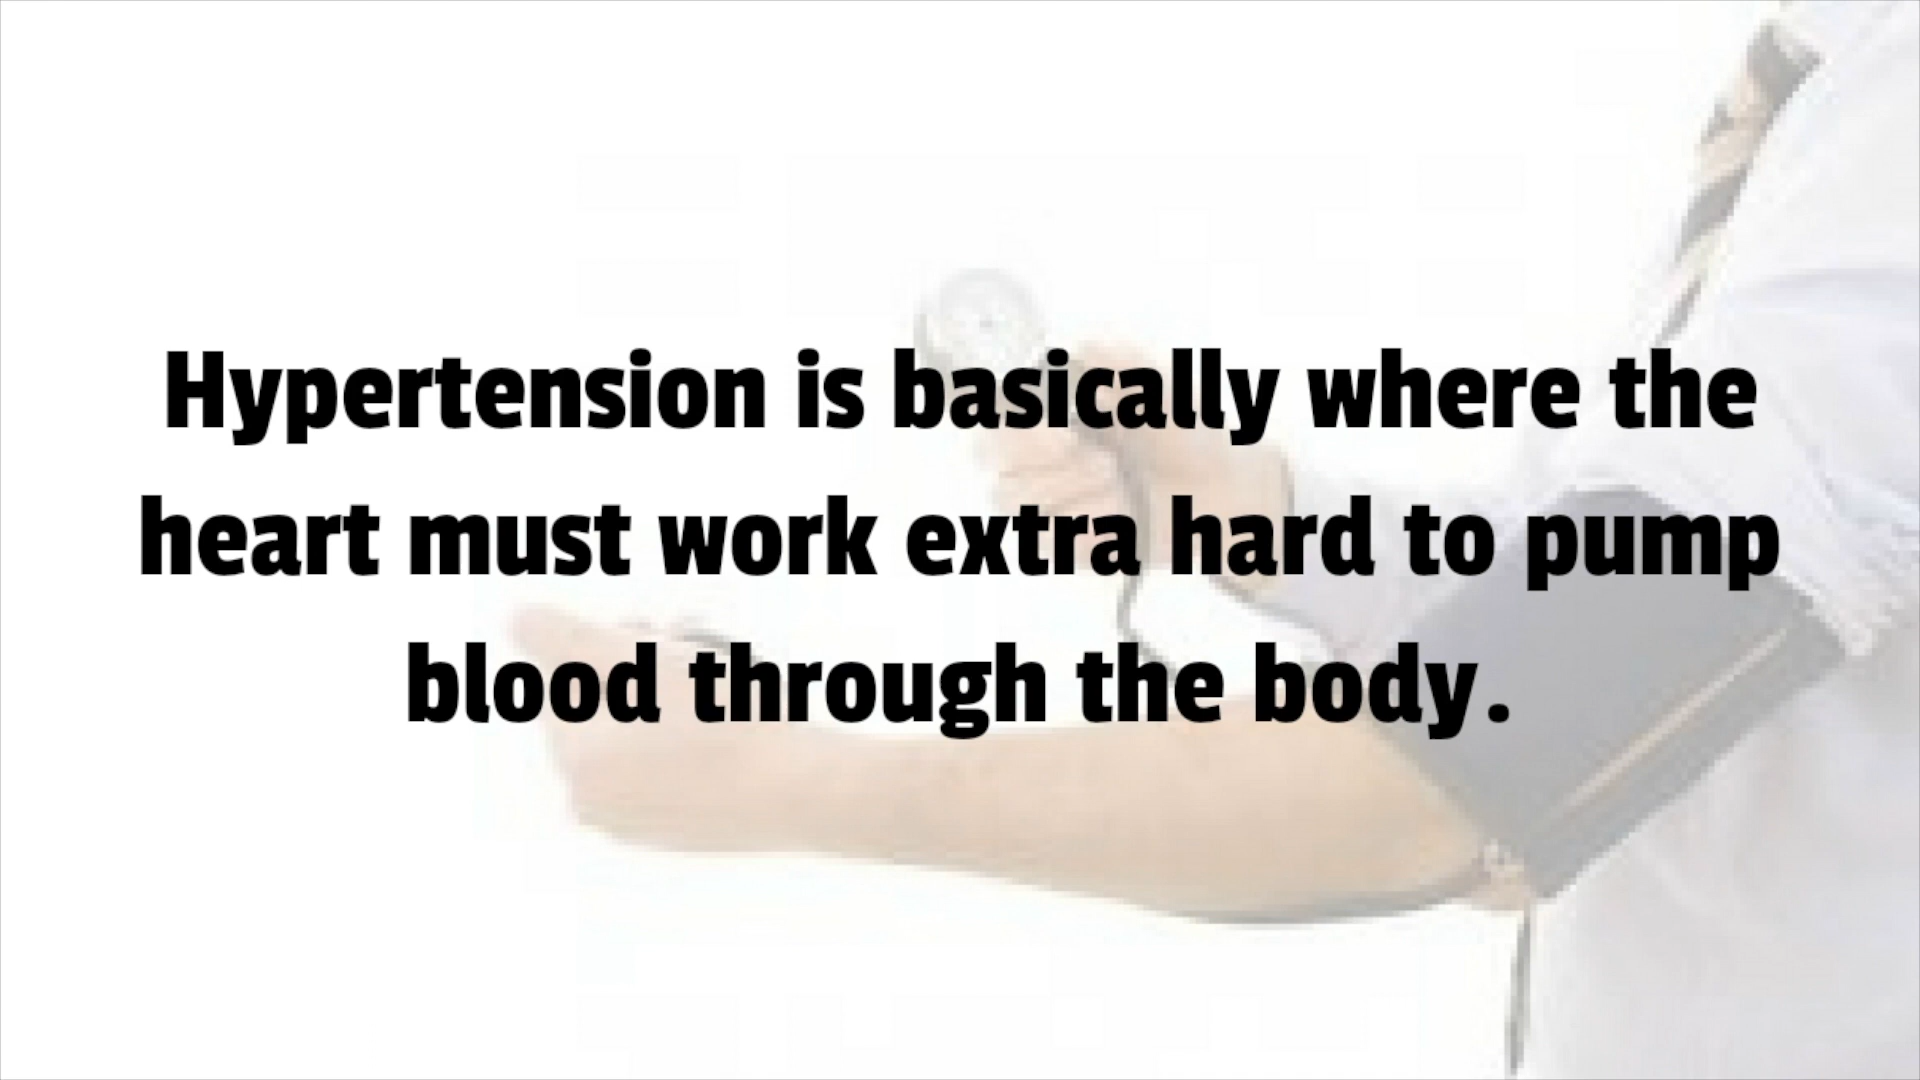 Hypertension is basically where the
heart must work extra hard to pump
blood through the body.